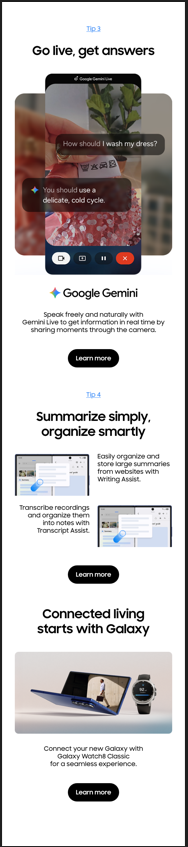 Tip 3
Go live, get answers
Google Gemini Live
How should I wash my dress?
You should use a
delicate, cold cycle.
Google Gemini
Speak freely and naturally with
Gemini Live to get information in real time by
sharing moments through the camera.
Learn more
Tip 4
Summarize simply,
organize smartly
Easily organize and
store large summaries
from websites with
Writing Assist.
Transcribe recordings
and organize them
into notes with
Transcript Assist.
Learn more
Connected living
starts with Galaxy
Connect your new Galaxy with
Galaxy Watch8 Classic
for a seamless experience.
Learn more